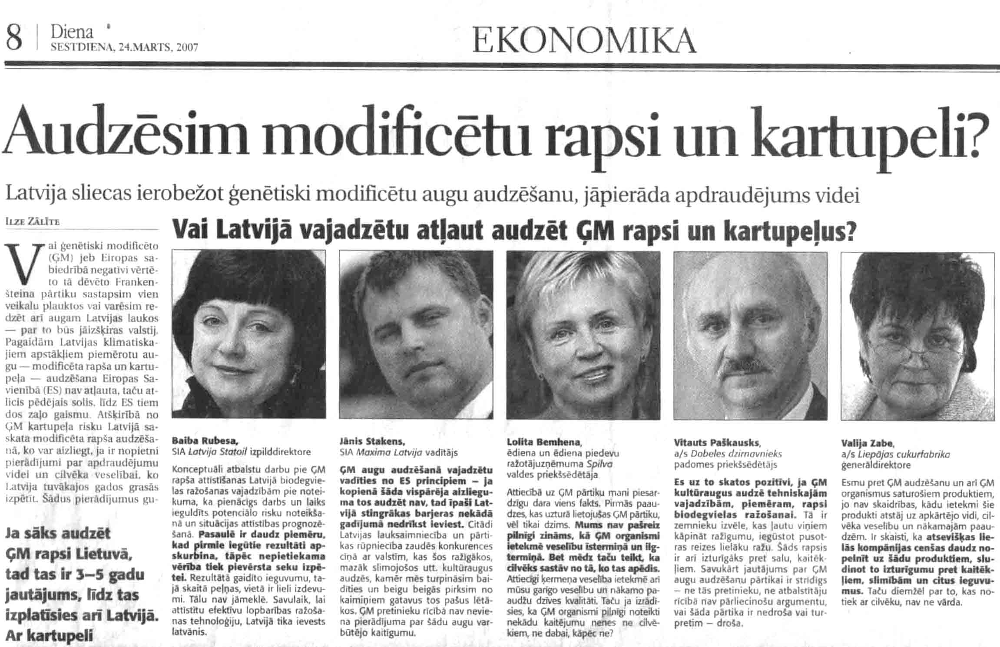 8
Diena
SESTDIENA, 24.MARTS, 2007
EKONOMIKA
Audzēsim modificētu rapsi un kartupeli?
Latvija sliecas ierobežot ģenētiski modificētu augu audzēšanu, jāpierāda apdraudējums videi
ILZE ZĀLĪTE
Vai ģenētiski modificēto
(ĢM) jeb Eiropas sa-
biedrībā negatīvi vērtē-
to tā dēvēto Franken-
šteina pārtiku sastapsim vien
veikalu plauktos vai varēsim re-
dzēt arī augam Latvijas laukos
— par to būs jāizšķiras valstij.
Pagaidām Latvijas klimatiska-
jiem apstākļiem piemērotu au-
gu — modificēta rapša un kartu-
peļa — audzēšana Eiropas Sa-
vienībā (ES) nav atļauta, taču at-
licis pēdējais solis, līdz ES tiem
dos zaļo gaismu. Atšķirībā no
ĢM kartupeļa risku Latvijā sa-
skata modificēta rapša audzēša-
nā, ko var aizliegt, ja ir nopietni
pierādījumi par apdraudējumu
videi un cilvēka veselībai, ko
Latvija tuvākajos gados grasās
izpētīt. Šādus pierādījumus gu-
Ja sāks audzēt
ĢM rapsi Lietuvā,
tad tas ir 3–5 gadu
jautājums, līdz tas
izplatīsies arī Latvijā.
Ar kartupeli
Vai Latvijā vajadzētu atļaut audzēt ĢM rapsi un kartupeļus?
Baiba Rubesa,
SIA Latvija Statoil izpilddirektore
Konceptuāli atbalstu darbu pie ĢM
rapša attīstīšanas Latvijā biodegvie-
las ražošanas vajadzībām pie notei-
kuma, ka pienācīgs darbs un laiks
ieguldīts potenciālo risku noteikša-
nā un situācijas attīstības prognozē-
šanā. Pasaulē ir daudz piemēru,
kad pirmie iegūtie rezultāti ap-
skurbina, tāpēc nepietiekama
vērība tiek pievērsta seku izpē-
tei. Rezultātā gaidīto ieguvumu, ta-
jā skaitā peļņas, vietā ir lieli izdevu-
mi. Tālu nav jāmeklē. Savulaik, lai
attīstītu efektīvu lopbarības ražoša-
nas tehnoloģiju, Latvijā tika ievests
latvānis.
Jānis Stakens,
SIA Maxima Latvija vadītājs
ĢM augu audzēšanā vajadzētu
vadīties no ES principiem – ja
kopienā šāda vispārēja aizliegu-
ma tos audzēt nav, tad īpaši Lat-
vijā stingrākas barjeras nekādā
gadījumā nedrīkst ieviest. Citādi
Latvijas lauksaimniecība un pārti-
kas rūpniecība zaudēs konkurences
cīņā ar valstīm, kas šos ražīgākos,
mazāk slimojošos utt. kultūraugus
audzēs, kamēr mēs turpināsim bai-
dīties un beigu beigās pirksim no
kaimiņiem gatavus tos pašus lētā-
kos. ĢM pretinieku rīcībā nav nevie-
na pierādījuma par šādu augu var-
būtējo kaitīgumu.
Lolita Bemhena,
ēdiena un ēdiena piedevu
ražotājuzņēmuma Spilva
valdes priekšsēdētāja
Attiecībā uz ĢM pārtiku mani piesar-
dzīgu dara viens fakts. Pirmās paau-
dzes, kas uzturā lietojušas ĢM pārtiku,
vēl tikai dzims. Mums nav pašreiz
pilnīgi zināms, kā ĢM organismi
ietekmē veselību īstermiņā un ilg-
termiņā. Bet mēdz taču teikt, ka
cilvēks sastāv no tā, ko tas apēdis.
Attiecīgi ķermeņa veselība ietekmē arī
mūsu garīgo veselību un nākamo pa-
audžu dzīves kvalitāti. Taču ja izrādī-
sies, ka ĢM organismi pilnīgi noteikti
nekādu kaitējumu nenes ne cilvē-
kiem, ne dabai, kāpēc ne?
Vitauts Paškausks,
a/s Dobeles dzirnavnieks
padomes priekšsēdētājs
Es uz to skatos pozitīvi, ja ĢM
kultūraugus audzē tehniskajām
vajadzībām, piemēram, rapsi
biodegvielas ražošanai. Tā ir
zemnieku izvēle, kas ļautu viņiem
kāpināt ražīgumu, iegūstot pusot-
ras reizes lielāku ražu. Šāds rapsis
ir arī izturīgāks pret salu, kaitēk-
ļiem. Savukārt jautājums par ĢM
augu audzēšanu pārtikai ir strīdīgs
– ne tās pretinieku, ne atbalstītāju
rīcībā nav pārliecinošu argumentu,
vai šāda pārtika ir nedroša vai tur-
pretim – droša.
Valija Zabe,
a/s Liepājas cukurfabrika
ģenerāldirektore
Esmu pret ĢM audzēšanu un arī ĢM
organismus saturošiem produktiem,
jo nav skaidrības, kādu ietekmi šie
produkti atstāj uz apkārtējo vidi, cil-
vēka veselību un nākamajām paau-
dzēm. Ir skaisti, ka atsevišķas lie-
lās kompānijas cenšas daudz no-
pelnīt uz šādu produktiem, slu-
dinot to izturīgumu pret kaitēk-
ļiem, slimībām un citus ieguvu-
mus. Taču diemžēl par to, kas no-
tiek ar cilvēku, nav ne vārda.